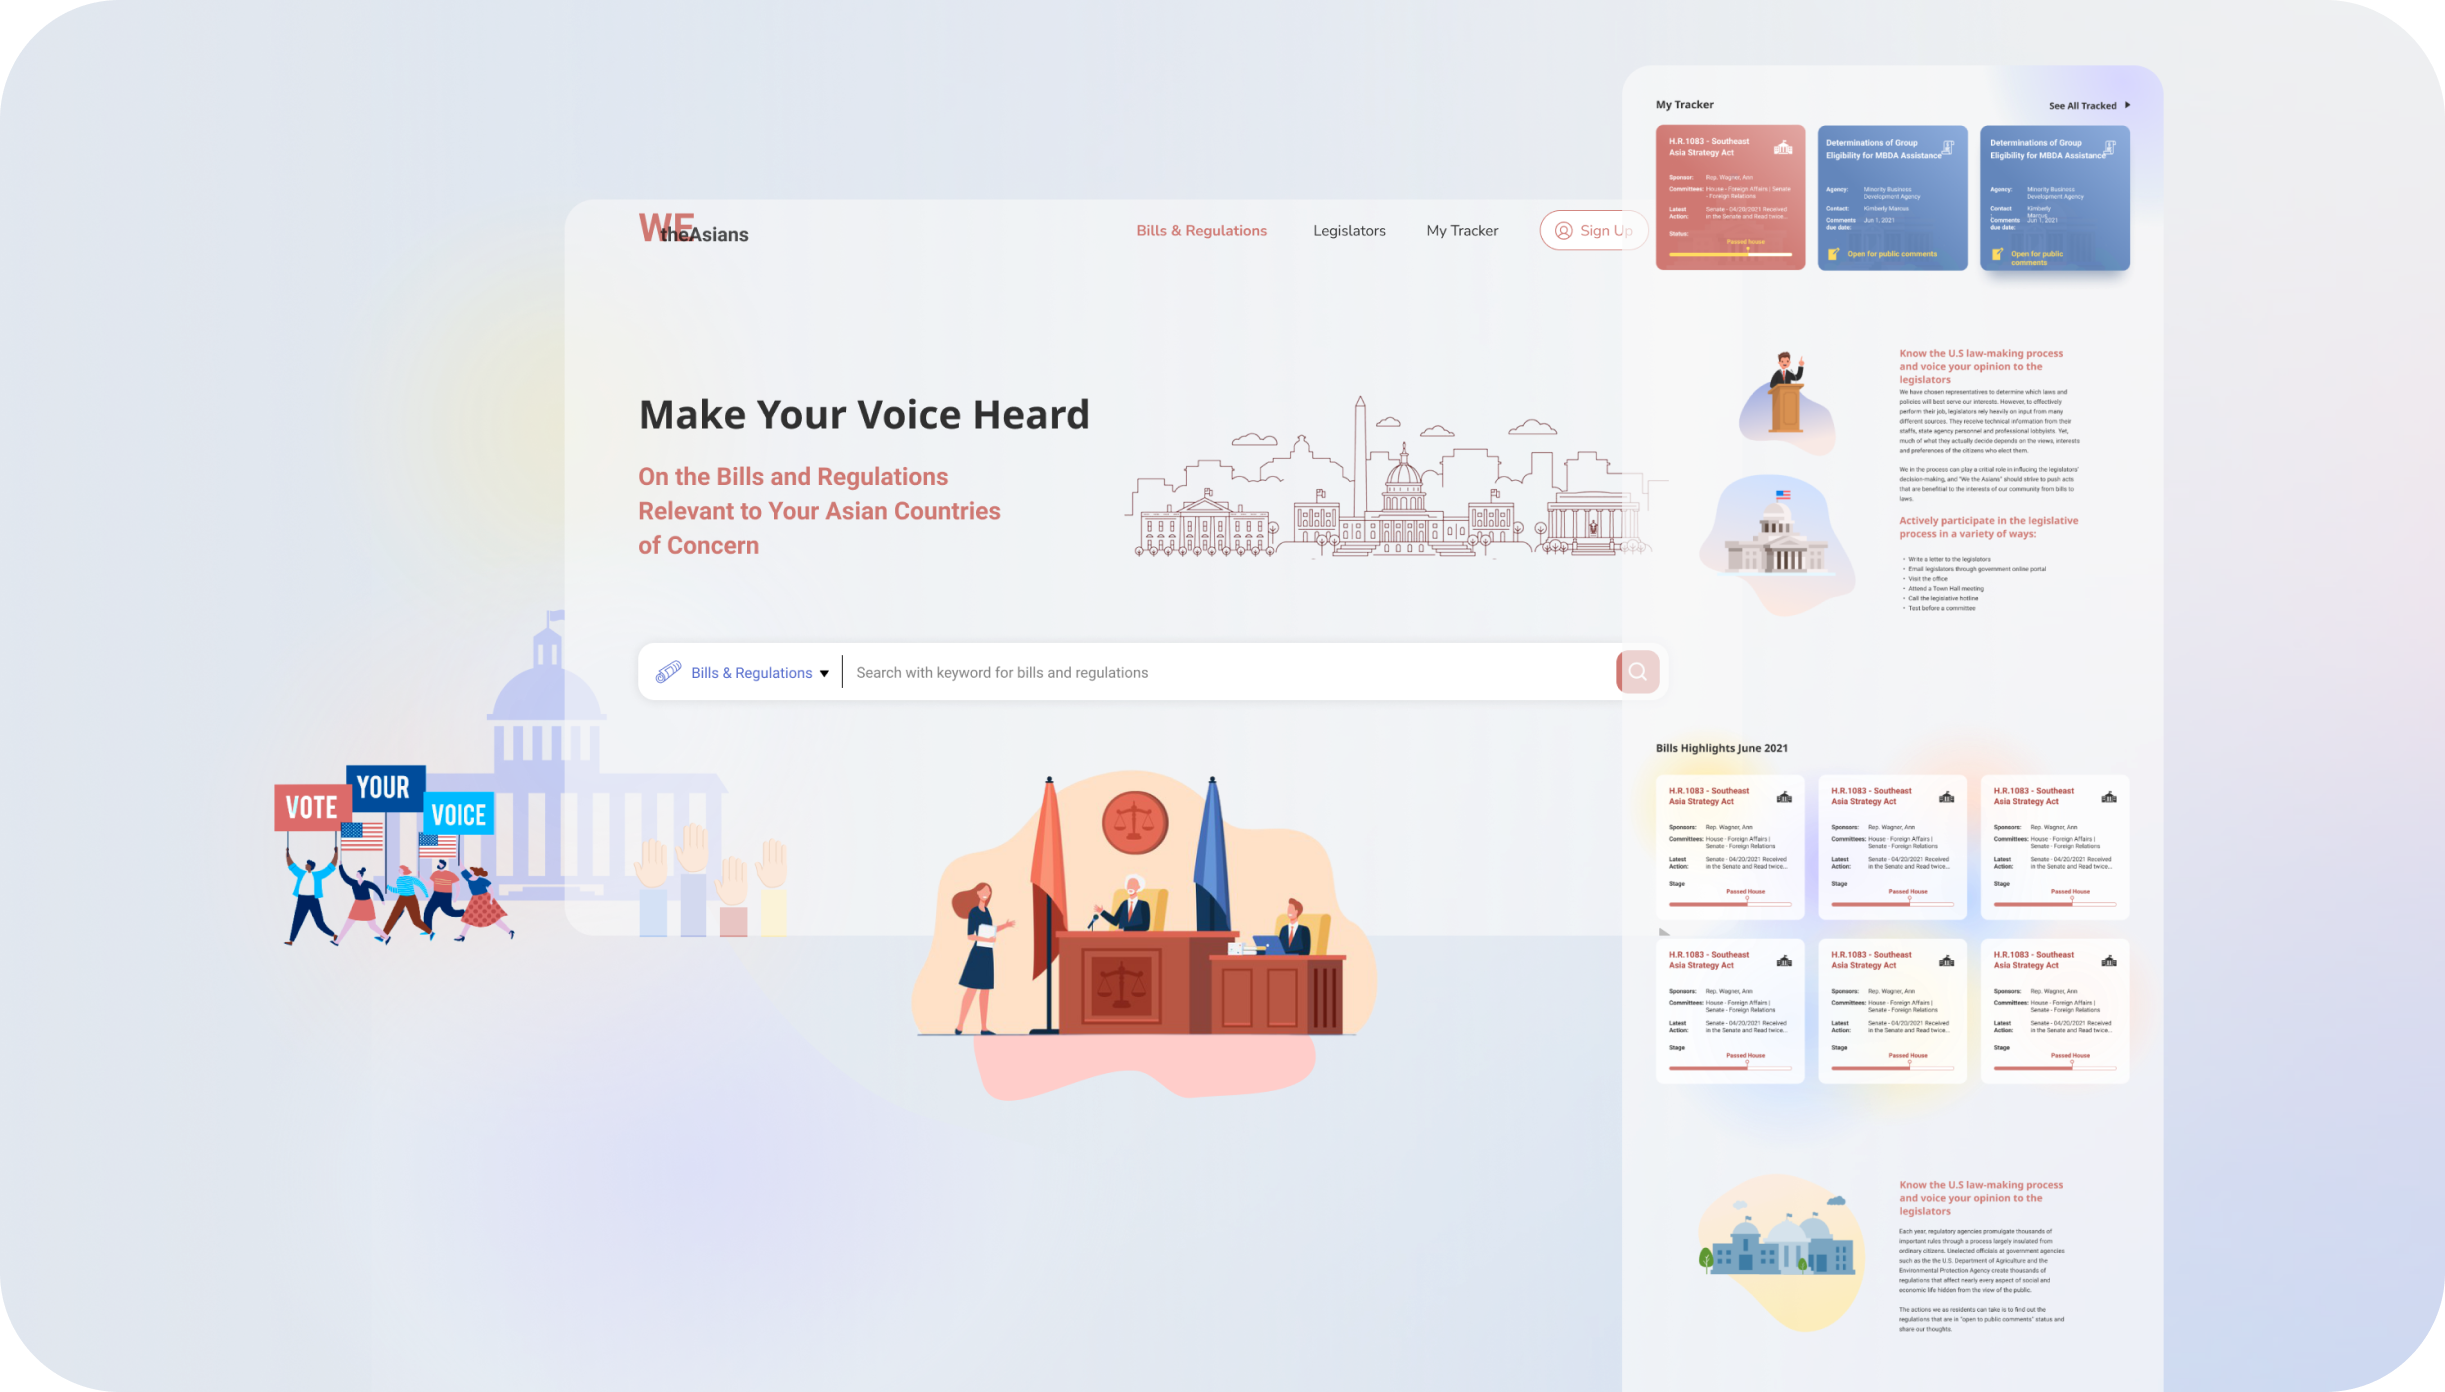 WE
theAsians
Bills & Regulations
Legislators
My Tracker
Sign Up
Make Your Voice Heard
On the Bills and Regulations
Relevant to Your Asian Countries
of Concern
Bills & Regulations
Search with keyword for bills and regulations
VOTE
YOUR
VOICE
My Tracker
See All Tracked
H.R.1083 - Southeast
Asia Strategy Act
Sponsor: Rep. Wagner, Ann
Committees: House - Foreign Affairs | Senate
- Foreign Relations
Latest Senate - 04/20/2021 Received
Action: in the Senate and Read twice...
Status:
Passed house
Determinations of Group
Eligibility for MBDA Assistance
Agency: Minority Business
Development Agency
Contact: Kimberly Marcus
Comments Jun 1, 2021
due date:
Open for public comments
Determinations of Group
Eligibility for MBDA Assistance
Agency: Minority Business
Development Agency
Contact Kimberly
Marcus
Comments Jun 1, 2021
due date:
Open for public
comments
Know the U.S law-making process
and voice your opinion to the
legislators
We have chosen representatives to determine which laws and
policies will best serve our interests. However, to effectively
perform their job, legislators rely heavily on input from many
different sources. They receive technical information from their
staffs, state agency personnel and professional lobbyists. Yet,
much of what they actually decide depends on the views, interests
and preferences of the citizens who elect them.
We in the process can play a critial role in influcing the legislators'
decision-making, and "We the Asians" should strive to push acts
that are benefitial to the interests of our community from bills to
laws.
Actively participate in the legislative
process in a variety of ways:
• Write a letter to the legislators
• Email legislators through government online portal
• Visit the office
• Attend a Town Hall meeting
• Call the legislative hotline
• Test before a committee
Bills Highlights June 2021
H.R.1083 - Southeast
Asia Strategy Act
Sponsors: Rep. Wagner, Ann
Committees: House - Foreign Affairs |
Senate - Foreign Relations
Latest Senate - 04/20/2021 Received
Action: in the Senate and Read twice...
Stage
Passed House
H.R.1083 - Southeast
Asia Strategy Act
Sponsors: Rep. Wagner, Ann
Committees: House - Foreign Affairs |
Senate - Foreign Relations
Latest Senate - 04/20/2021 Received
Action: in the Senate and Read twice...
Stage
Passed House
H.R.1083 - Southeast
Asia Strategy Act
Sponsors: Rep. Wagner, Ann
Committees: House - Foreign Affairs |
Senate - Foreign Relations
Latest Senate - 04/20/2021 Received
Action: in the Senate and Read twice...
Stage
Passed House
H.R.1083 - Southeast
Asia Strategy Act
Sponsors: Rep. Wagner, Ann
Committees: House - Foreign Affairs |
Senate - Foreign Relations
Latest Senate - 04/20/2021 Received
Action: in the Senate and Read twice...
Stage
Passed House
H.R.1083 - Southeast
Asia Strategy Act
Sponsors: Rep. Wagner, Ann
Committees: House - Foreign Affairs |
Senate - Foreign Relations
Latest Senate - 04/20/2021 Received
Action: in the Senate and Read twice...
Stage
Passed House
H.R.1083 - Southeast
Asia Strategy Act
Sponsors: Rep. Wagner, Ann
Committees: House - Foreign Affairs |
Senate - Foreign Relations
Latest Senate - 04/20/2021 Received
Action: in the Senate and Read twice...
Stage
Passed House
Know the U.S law-making process
and voice your opinion to the
legislators
Each year, regulatory agencies promulgate thousands of
important rules through a process largely insulated from
ordinary citizens. Unelected officials at government agencies
such as the the U.S. Department of Agriculture and the
Environmental Protection Agency create thousands of
regulations that affect nearly every aspect of social and
economic life hidden from the view of the public.
The actions we as residents can take is to find out the
regulations that are in "open to public comments" status and
share our thoughts.